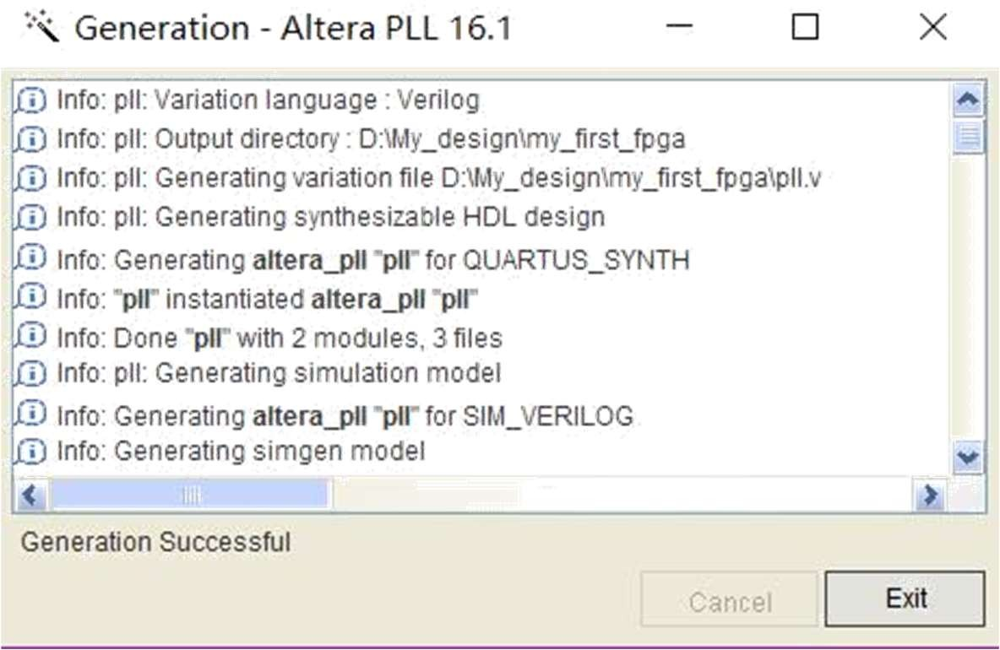 Generation - Altera PLL 16.1
Info: pll: Variation language : Verilog
Info: pll: Output directory : D:\My_design\my_first_fpga
Info: pll: Generating variation file D:\My_design\my_first_fpga\pll.v
Info: pll: Generating synthesizable HDL design
Info: Generating altera_pll "pll" for QUARTUS_SYNTH
Info: "pll" instantiated altera_pll "pll"
Info: Done "pll" with 2 modules, 3 files
Info: pll: Generating simulation model
Info: Generating altera_pll "pll" for SIM_VERILOG
Info: Generating simgen model
Generation Successful
Cancel
Exit